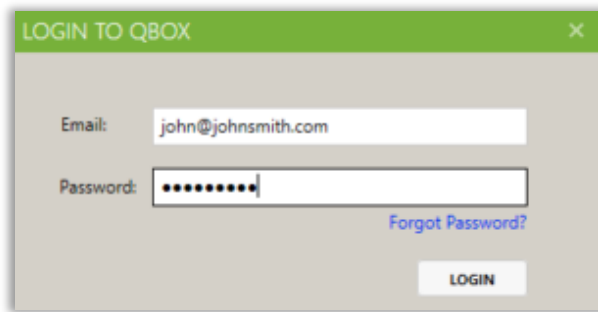 LOGIN TO QBOX ×
Email: john@johnsmith.com
Password: •••••••••
Forgot Password?
LOGIN